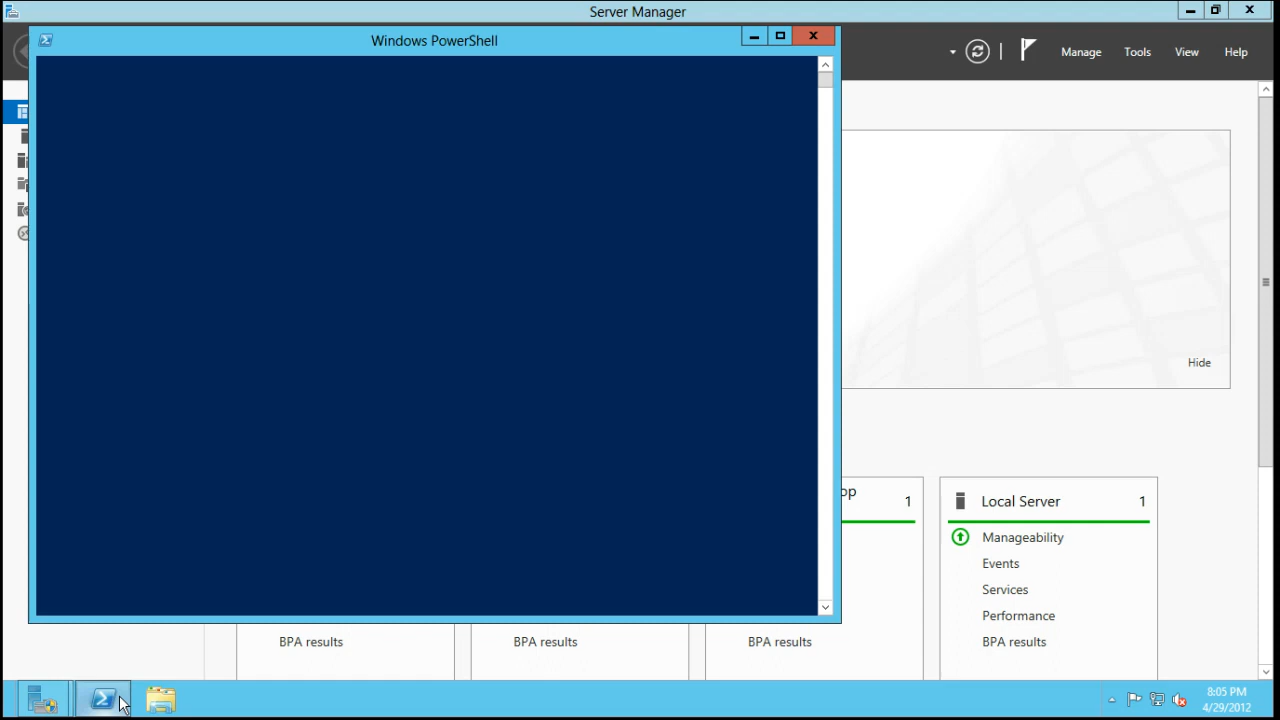 Server Manager
Windows PowerShell
Manage Tools View Help
Hide
op 1
Local Server 1
Manageability
Events
Services
Performance
BPA results BPA results BPA results BPA results
8:05 PM
4/29/2012